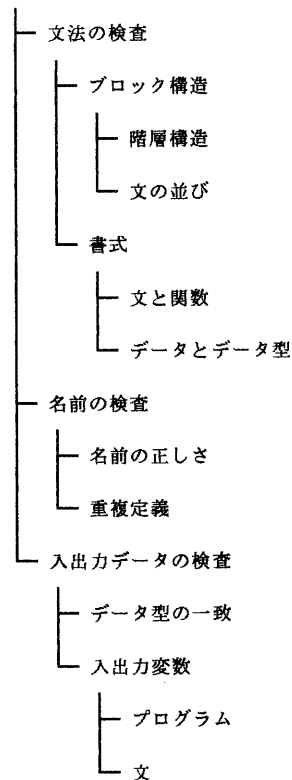 文法の検査
ブロック構造
階層構造
文の並び
書式
文と関数
データとデータ型
名前の検査
名前の正しさ
重複定義
入出力データの検査
データ型の一致
入出力変数
プログラム
文